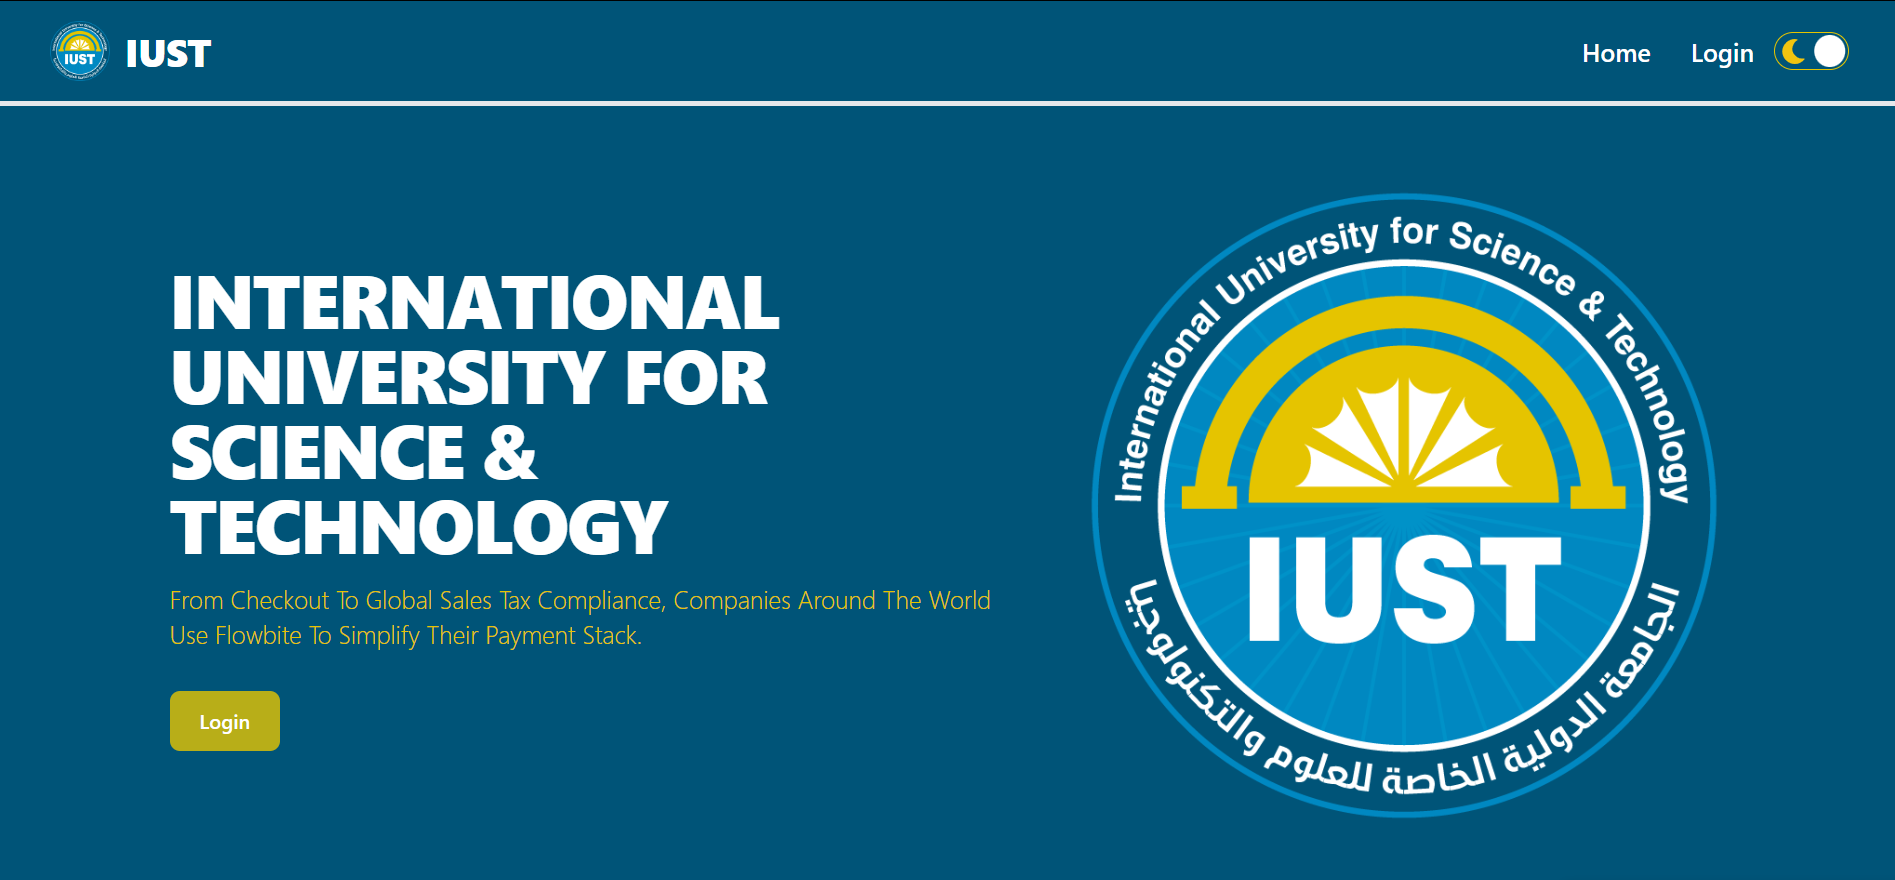 IUST
IUST
Home
Login
INTERNATIONAL
UNIVERSITY FOR
SCIENCE &
TECHNOLOGY
From Checkout To Global Sales Tax Compliance, Companies Around The World
Use Flowbite To Simplify Their Payment Stack.
Login
International University for Science & Technology
IUST
الجامعة الدولية الخاصة للعلوم والتكنولوجيا